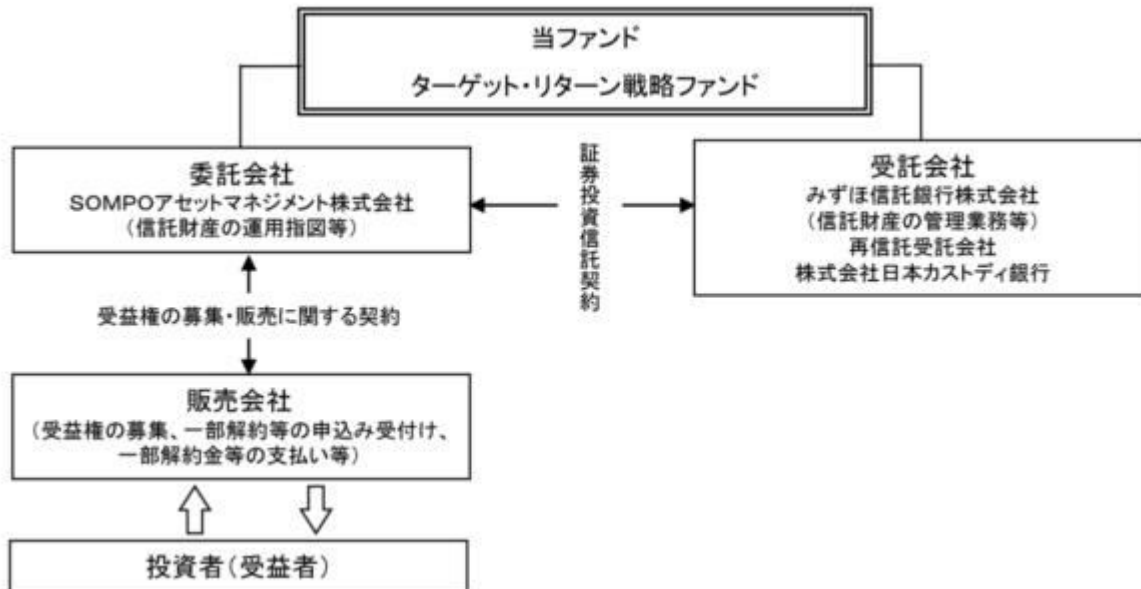 当ファンド
ターゲット・リターン戦略ファンド
委託会社
SOMPOアセットマネジメント株式会社
（信託財産の運用指図等）
証券投資信託契約
受託会社
みずほ信託銀行株式会社
（信託財産の管理業務等）
再信託受託会社
株式会社日本カストディ銀行
受益権の募集・販売に関する契約
販売会社
（受益権の募集、一部解約等の申込み受付け、
一部解約金等の支払い等）
投資者（受益者）